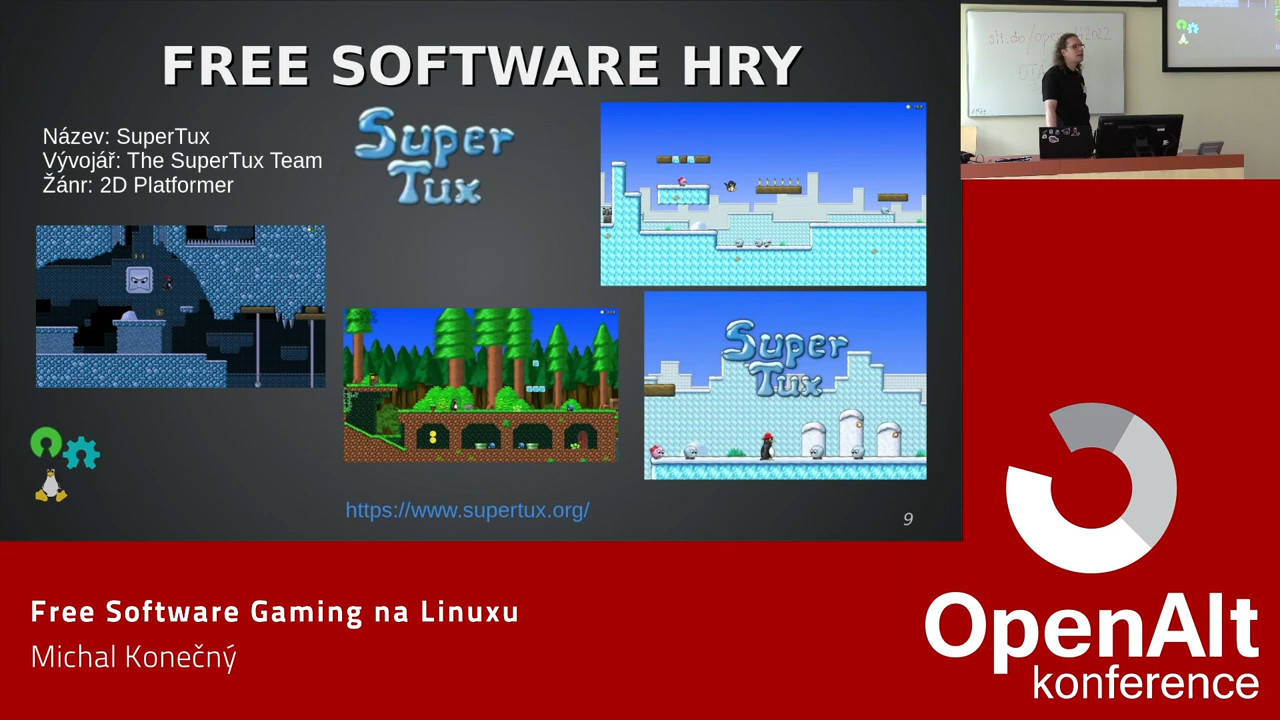 FREE SOFTWARE HRY
Název: SuperTux
Vývojář: The SuperTux Team
Žánr: 2D Platformer
Super
Tux
Super
Tux
https://www.supertux.org/
9
Free Software Gaming na Linuxu
Michal Konečný
OpenAlt
konference